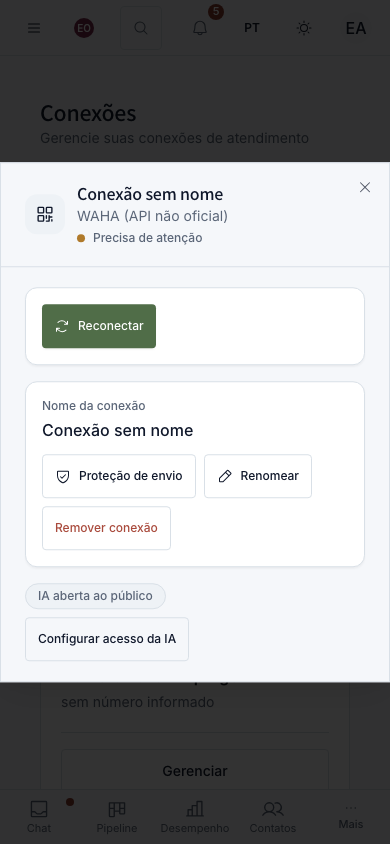 5
EO
PT
EA
Conexões
Gerencie suas conexões de atendimento
Conexão sem nome
WAHA (API não oficial)
Precisa de atenção
Reconectar
Nome da conexão
Conexão sem nome
Proteção de envio
Renomear
Remover conexão
IA aberta ao público
Configurar acesso da IA
sem número informado
Gerenciar
Chat
Pipeline
Desempenho
Contatos
Mais